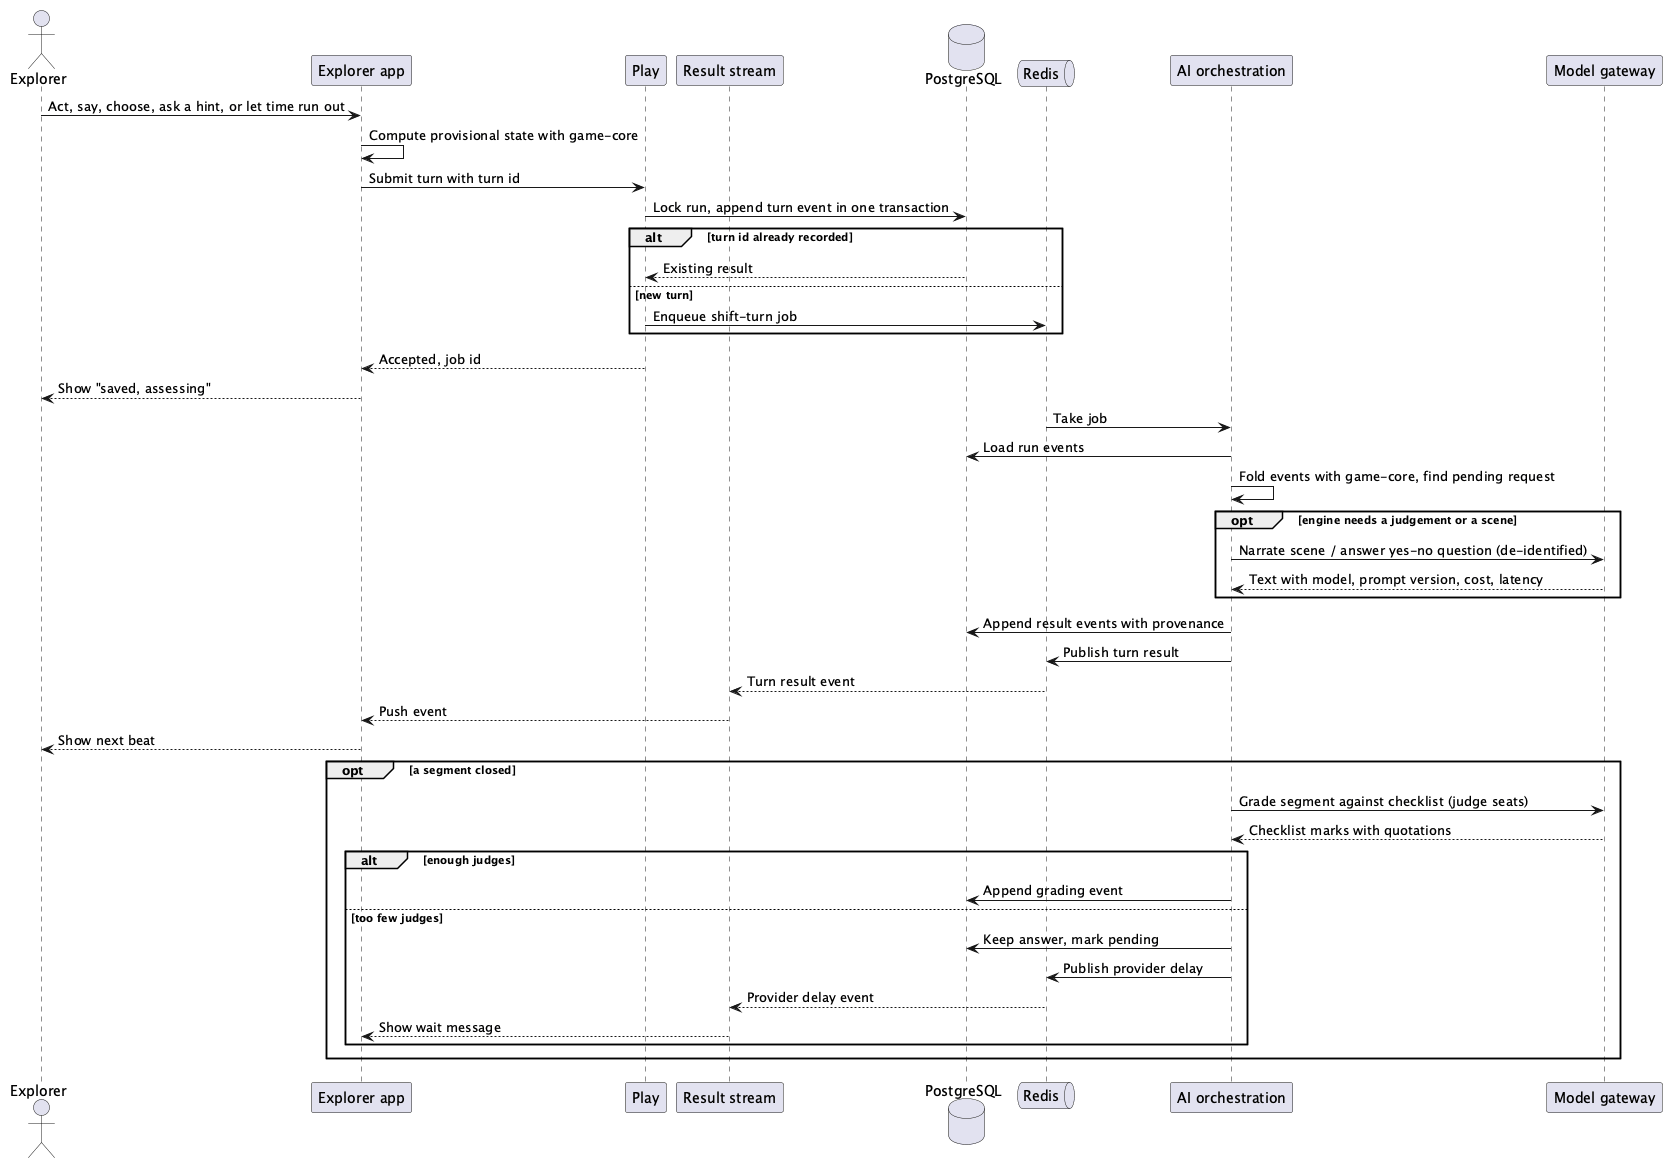 Explorer
Explorer app
Play
Result stream
PostgreSQL
Redis
AI orchestration
Model gateway
Act, say, choose, ask a hint, or let time run out
Compute provisional state with game-core
Submit turn with turn id
Lock run, append turn event in one transaction
alt [turn id already recorded]
Existing result
[new turn]
Enqueue shift-turn job
Accepted, job id
Show "saved, assessing"
Take job
Load run events
Fold events with game-core, find pending request
opt [engine needs a judgement or a scene]
Narrate scene / answer yes-no question (de-identified)
Text with model, prompt version, cost, latency
Append result events with provenance
Publish turn result
Turn result event
Push event
Show next beat
opt [a segment closed]
Grade segment against checklist (judge seats)
Checklist marks with quotations
alt [enough judges]
Append grading event
[too few judges]
Keep answer, mark pending
Publish provider delay
Provider delay event
Show wait message
Explorer
Explorer app
Play
Result stream
PostgreSQL
Redis
AI orchestration
Model gateway